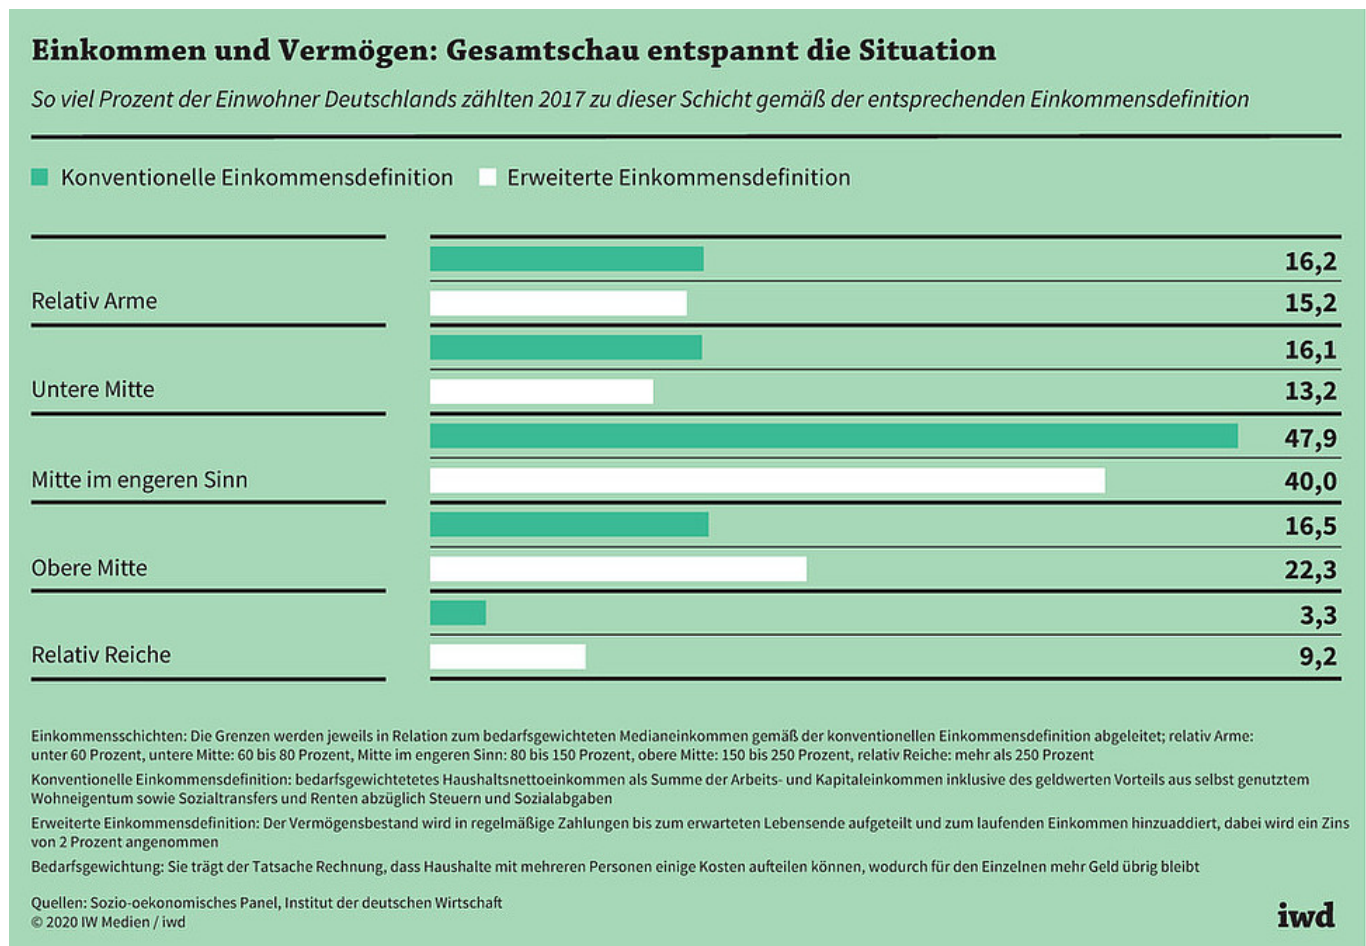 Einkommen und Vermögen: Gesamtschau entspannt die Situation
So viel Prozent der Einwohner Deutschlands zählten 2017 zu dieser Schicht gemäß der entsprechenden Einkommensdefinition
Konventionelle Einkommensdefinition Erweiterte Einkommensdefinition
16,2
Relativ Arme 15,2
16,1
Untere Mitte 13,2
47,9
Mitte im engeren Sinn 40,0
16,5
Obere Mitte 22,3
3,3
Relativ Reiche 9,2
Einkommensschichten: Die Grenzen werden jeweils in Relation zum bedarfsgewichteten Medianeinkommen gemäß der konventionellen Einkommensdefinition abgeleitet; relativ Arme:
unter 60 Prozent, untere Mitte: 60 bis 80 Prozent, Mitte im engeren Sinn: 80 bis 150 Prozent, obere Mitte: 150 bis 250 Prozent, relativ Reiche: mehr als 250 Prozent
Konventionelle Einkommensdefinition: bedarfsgewichtetetes Haushaltsnettoeinkommen als Summe der Arbeits- und Kapitaleinkommen inklusive des geldwerten Vorteils aus selbst genutztem
Wohneigentum sowie Sozialtransfers und Renten abzüglich Steuern und Sozialabgaben
Erweiterte Einkommensdefinition: Der Vermögensbestand wird in regelmäßige Zahlungen bis zum erwarteten Lebensende aufgeteilt und zum laufenden Einkommen hinzuaddiert, dabei wird ein Zins
von 2 Prozent angenommen
Bedarfsgewichtung: Sie trägt der Tatsache Rechnung, dass Haushalte mit mehreren Personen einige Kosten aufteilen können, wodurch für den Einzelnen mehr Geld übrig bleibt
Quellen: Sozio-oekonomisches Panel, Institut der deutschen Wirtschaft
© 2020 IW Medien / iwd
iwd